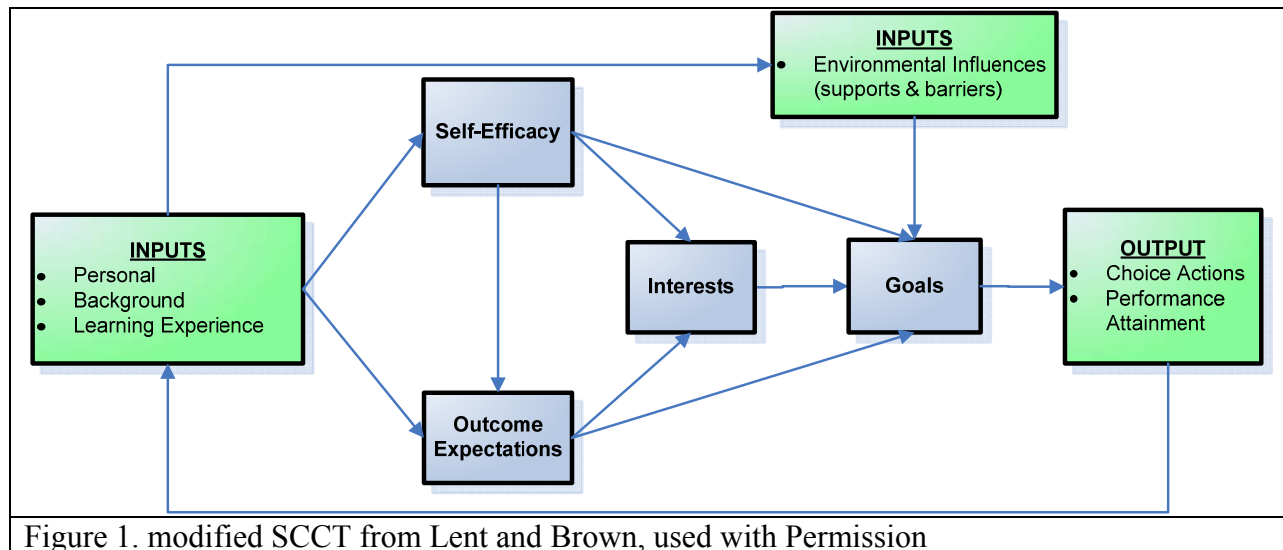 INPUTS
• Environmental Influences
(supports & barriers)
Self-Efficacy
INPUTS
• Personal
• Background
• Learning Experience
Interests
Goals
OUTPUT
• Choice Actions
• Performance
Attainment
Outcome
Expectations
Figure 1. modified SCCT from Lent and Brown, used with Permission